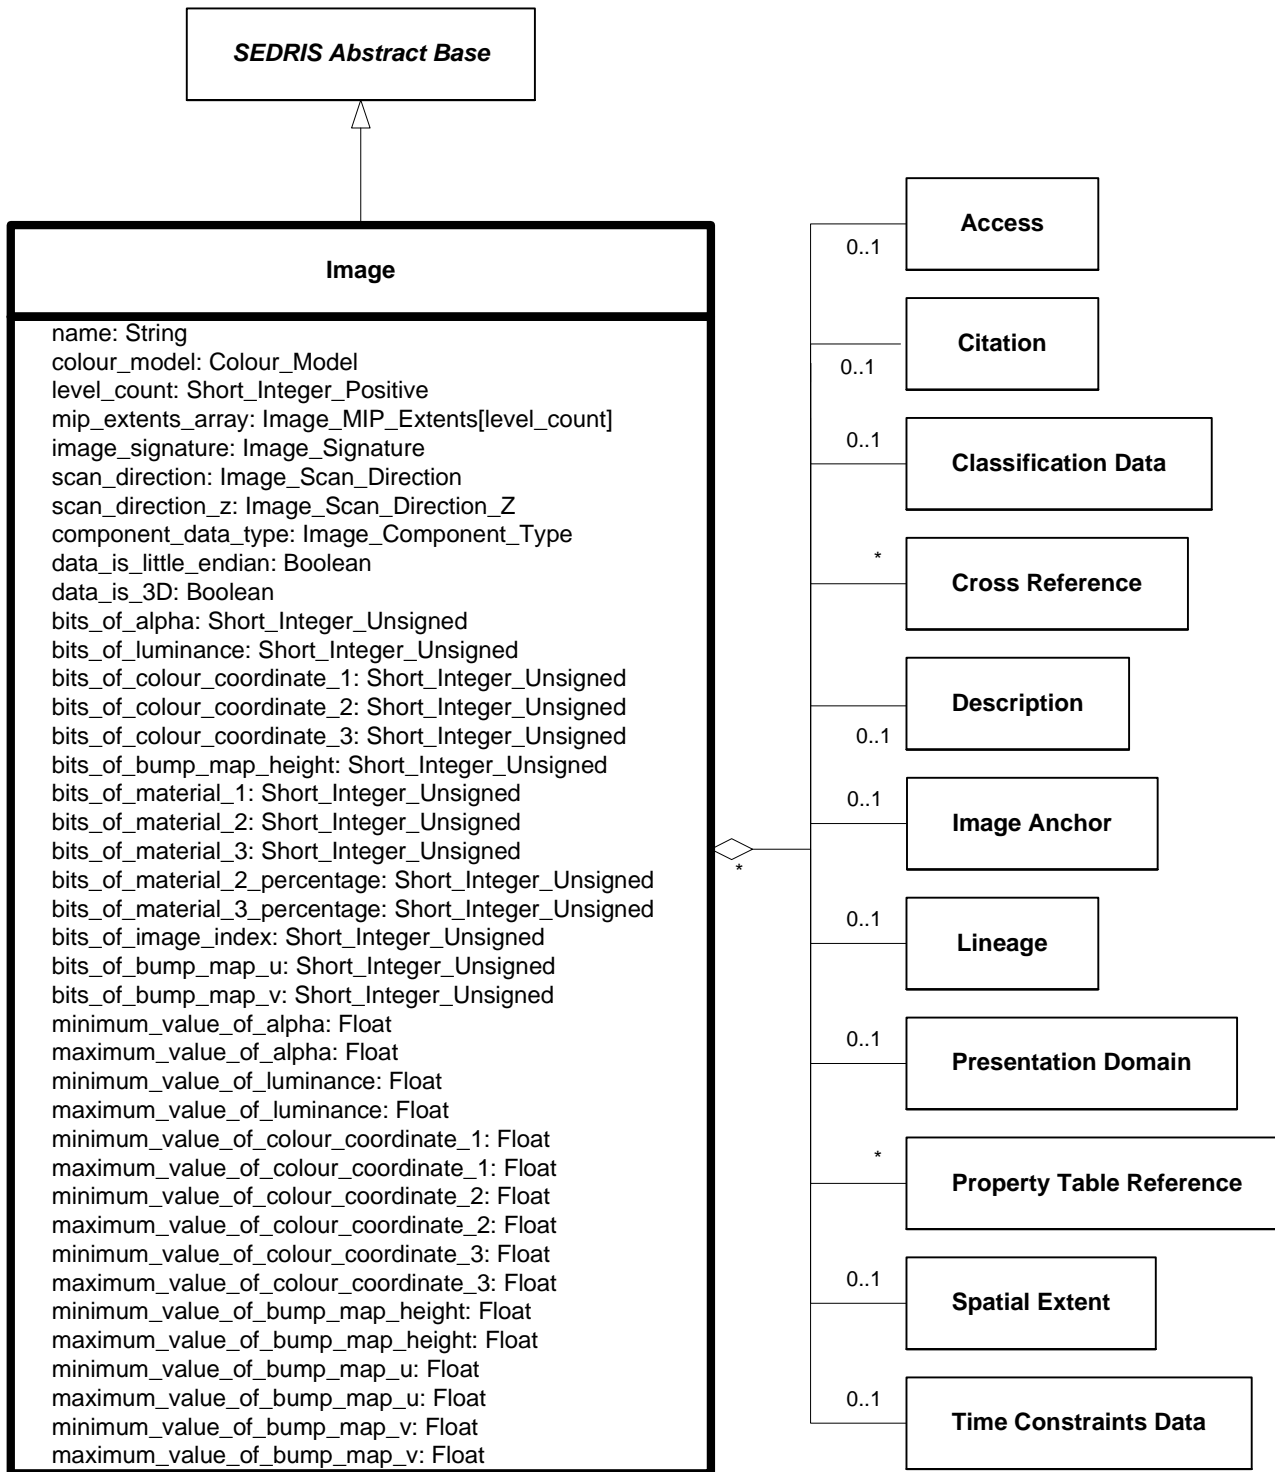 SEDRIS Abstract Base
Image
name: String
colour_model: Colour_Model
level_count: Short_Integer_Positive
mip_extents_array: Image_MIP_Extents[level_count]
image_signature: Image_Signature
scan_direction: Image_Scan_Direction
scan_direction_z: Image_Scan_Direction_Z
component_data_type: Image_Component_Type
data_is_little_endian: Boolean
data_is_3D: Boolean
bits_of_alpha: Short_Integer_Unsigned
bits_of_luminance: Short_Integer_Unsigned
bits_of_colour_coordinate_1: Short_Integer_Unsigned
bits_of_colour_coordinate_2: Short_Integer_Unsigned
bits_of_colour_coordinate_3: Short_Integer_Unsigned
bits_of_bump_map_height: Short_Integer_Unsigned
bits_of_material_1: Short_Integer_Unsigned
bits_of_material_2: Short_Integer_Unsigned
bits_of_material_3: Short_Integer_Unsigned
bits_of_material_2_percentage: Short_Integer_Unsigned
bits_of_material_3_percentage: Short_Integer_Unsigned
bits_of_image_index: Short_Integer_Unsigned
bits_of_bump_map_u: Short_Integer_Unsigned
bits_of_bump_map_v: Short_Integer_Unsigned
minimum_value_of_alpha: Float
maximum_value_of_alpha: Float
minimum_value_of_luminance: Float
maximum_value_of_luminance: Float
minimum_value_of_colour_coordinate_1: Float
maximum_value_of_colour_coordinate_1: Float
minimum_value_of_colour_coordinate_2: Float
maximum_value_of_colour_coordinate_2: Float
minimum_value_of_colour_coordinate_3: Float
maximum_value_of_colour_coordinate_3: Float
minimum_value_of_bump_map_height: Float
maximum_value_of_bump_map_height: Float
minimum_value_of_bump_map_u: Float
maximum_value_of_bump_map_u: Float
minimum_value_of_bump_map_v: Float
maximum_value_of_bump_map_v: Float
*
Access
0..1
Citation
0..1
0..1
Classification Data
*
Cross Reference
Description
0..1
0..1
Image Anchor
0..1
Lineage
0..1
Presentation Domain
*
Property Table Reference
0..1
Spatial Extent
0..1
Time Constraints Data